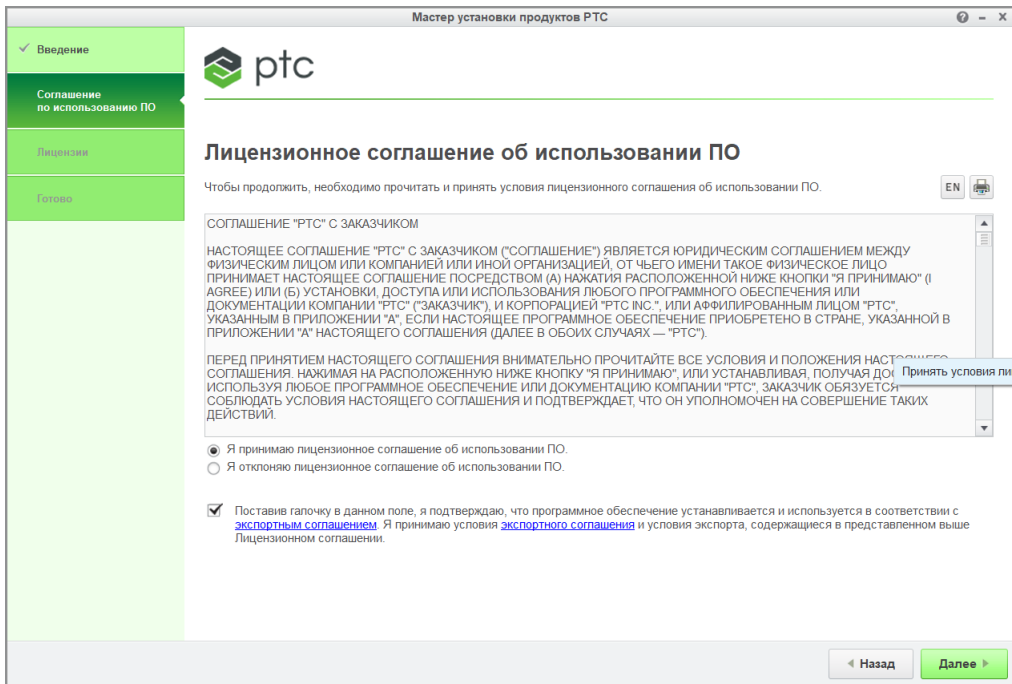 Мастер установки продуктов PTC
Введение
Соглашение
по использованию ПО
Лицензии
Готово
ptc
Лицензионное соглашение об использовании ПО
Чтобы продолжить, необходимо прочитать и принять условия лицензионного соглашения об использовании ПО.
EN
СОГЛАШЕНИЕ "PTC" С ЗАКАЗЧИКОМ
НАСТОЯЩЕЕ СОГЛАШЕНИЕ "PTC" С ЗАКАЗЧИКОМ ("СОГЛАШЕНИЕ") ЯВЛЯЕТСЯ ЮРИДИЧЕСКИМ СОГЛАШЕНИЕМ МЕЖДУ
ФИЗИЧЕСКИМ ЛИЦОМ ИЛИ КОМПАНИЕЙ ИЛИ ИНОЙ ОРГАНИЗАЦИЕЙ, ОТ ЧЬЕГО ИМЕНИ ТАКОЕ ФИЗИЧЕСКОЕ ЛИЦО
ПРИНИМАЕТ НАСТОЯЩЕЕ СОГЛАШЕНИЕ ПОСРЕДСТВОМ (А) НАЖАТИЯ РАСПОЛОЖЕННОЙ НИЖЕ КНОПКИ "Я ПРИНИМАЮ" (I
AGREE) ИЛИ (Б) УСТАНОВКИ, ДОСТУПА ИЛИ ИСПОЛЬЗОВАНИЯ ЛЮБОГО ПРОГРАММНОГО ОБЕСПЕЧЕНИЯ ИЛИ
ДОКУМЕНТАЦИИ КОМПАНИИ "PTC" ("ЗАКАЗЧИК"), И КОРПОРАЦИЕЙ "PTC INC.", ИЛИ АФФИЛИРОВАННЫМ ЛИЦОМ "PTC",
УКАЗАННЫМ В ПРИЛОЖЕНИИ "А", ЕСЛИ НАСТОЯЩЕЕ ПРОГРАММНОЕ ОБЕСПЕЧЕНИЕ ПРИОБРЕТЕНО В СТРАНЕ, УКАЗАННОЙ В
ПРИЛОЖЕНИИ "А" НАСТОЯЩЕГО СОГЛАШЕНИЯ (ДАЛЕЕ В ОБОИХ СЛУЧАЯХ — "PTC").
ПЕРЕД ПРИНЯТИЕМ НАСТОЯЩЕГО СОГЛАШЕНИЯ ВНИМАТЕЛЬНО ПРОЧИТАЙТЕ ВСЕ УСЛОВИЯ И ПОЛОЖЕНИЯ НАСТОЯЩЕГО
СОГЛАШЕНИЯ. НАЖИМАЯ НА РАСПОЛОЖЕННУЮ НИЖЕ КНОПКУ "Я ПРИНИМАЮ", ИЛИ УСТАНАВЛИВАЯ, ПОЛУЧАЯ
Принять условия
ИСПОЛЬЗУЯ ЛЮБОЕ ПРОГРАММНОЕ ОБЕСПЕЧЕНИЕ ИЛИ ДОКУМЕНТАЦИЮ КОМПАНИИ "PTC", ЗАКАЗЧИК ОБЯЗУЕТСЯ
СОБЛЮДАТЬ УСЛОВИЯ НАСТОЯЩЕГО СОГЛАШЕНИЯ И ПОДТВЕРЖДАЕТ, ЧТО ОН УПОЛНОМОЧЕН НА СОВЕРШЕНИЕ ТАКИХ
ДЕЙСТВИЙ.
Я принимаю лицензионное соглашение об использовании ПО.
Я отклоняю лицензионное соглашение об использовании ПО.
Поставив галочку в данном поле, я подтверждаю, что программное обеспечение устанавливается и используется в соответствии с
экспортным соглашением. Я принимаю условия экспортного соглашения и условия экспорта, содержащиеся в представленном выше
Лицензионном соглашении.
Назад
Далее